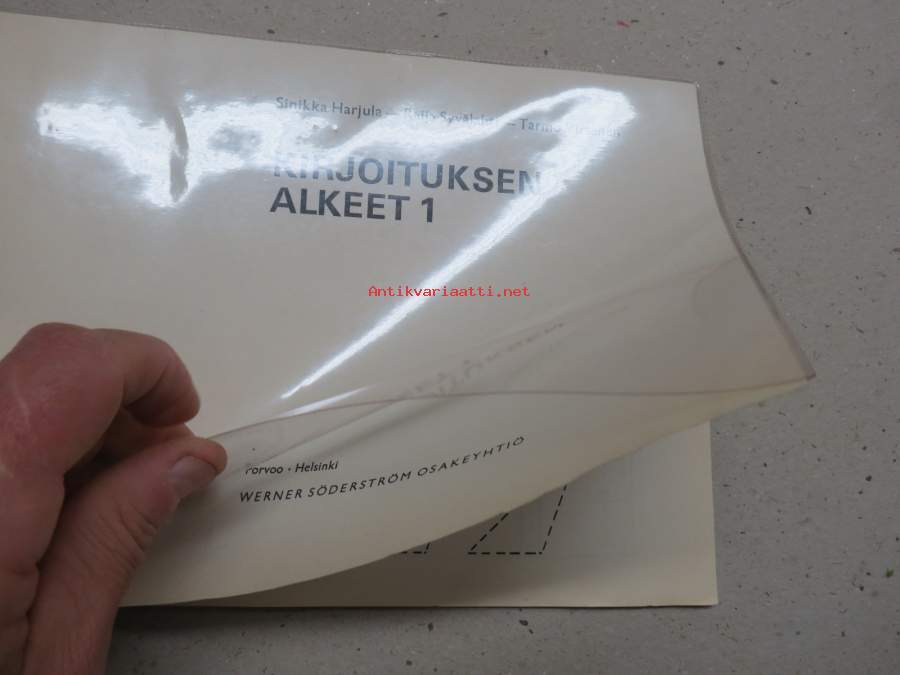 Sinikka Harjula —
KIRJOITUKSEN
ALKEET 1
Antikvariaatti.net
Porvoo • Helsinki
WERNER SÖDERSTRÖM OSAKEYHTIÖ